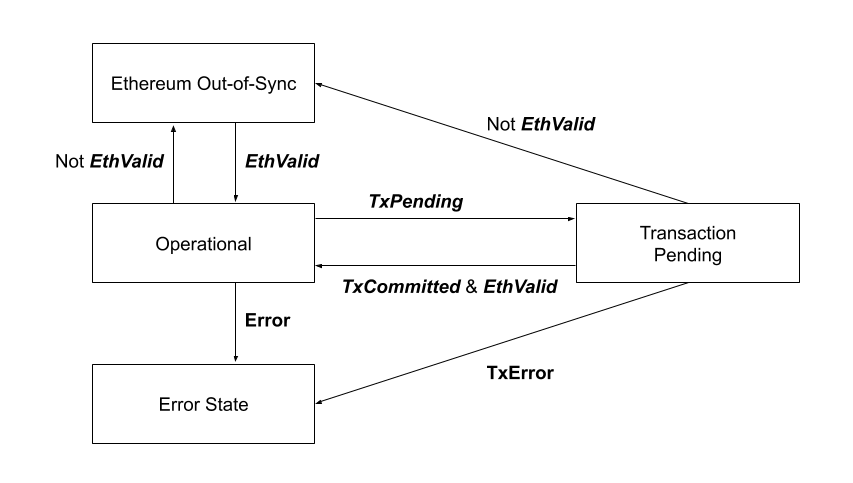 Ethereum Out-of-Sync
Not EthValid
Not EthValid
EthValid
TxPending
Operational
Transaction
Pending
TxCommitted & EthValid
Error
TxError
Error State